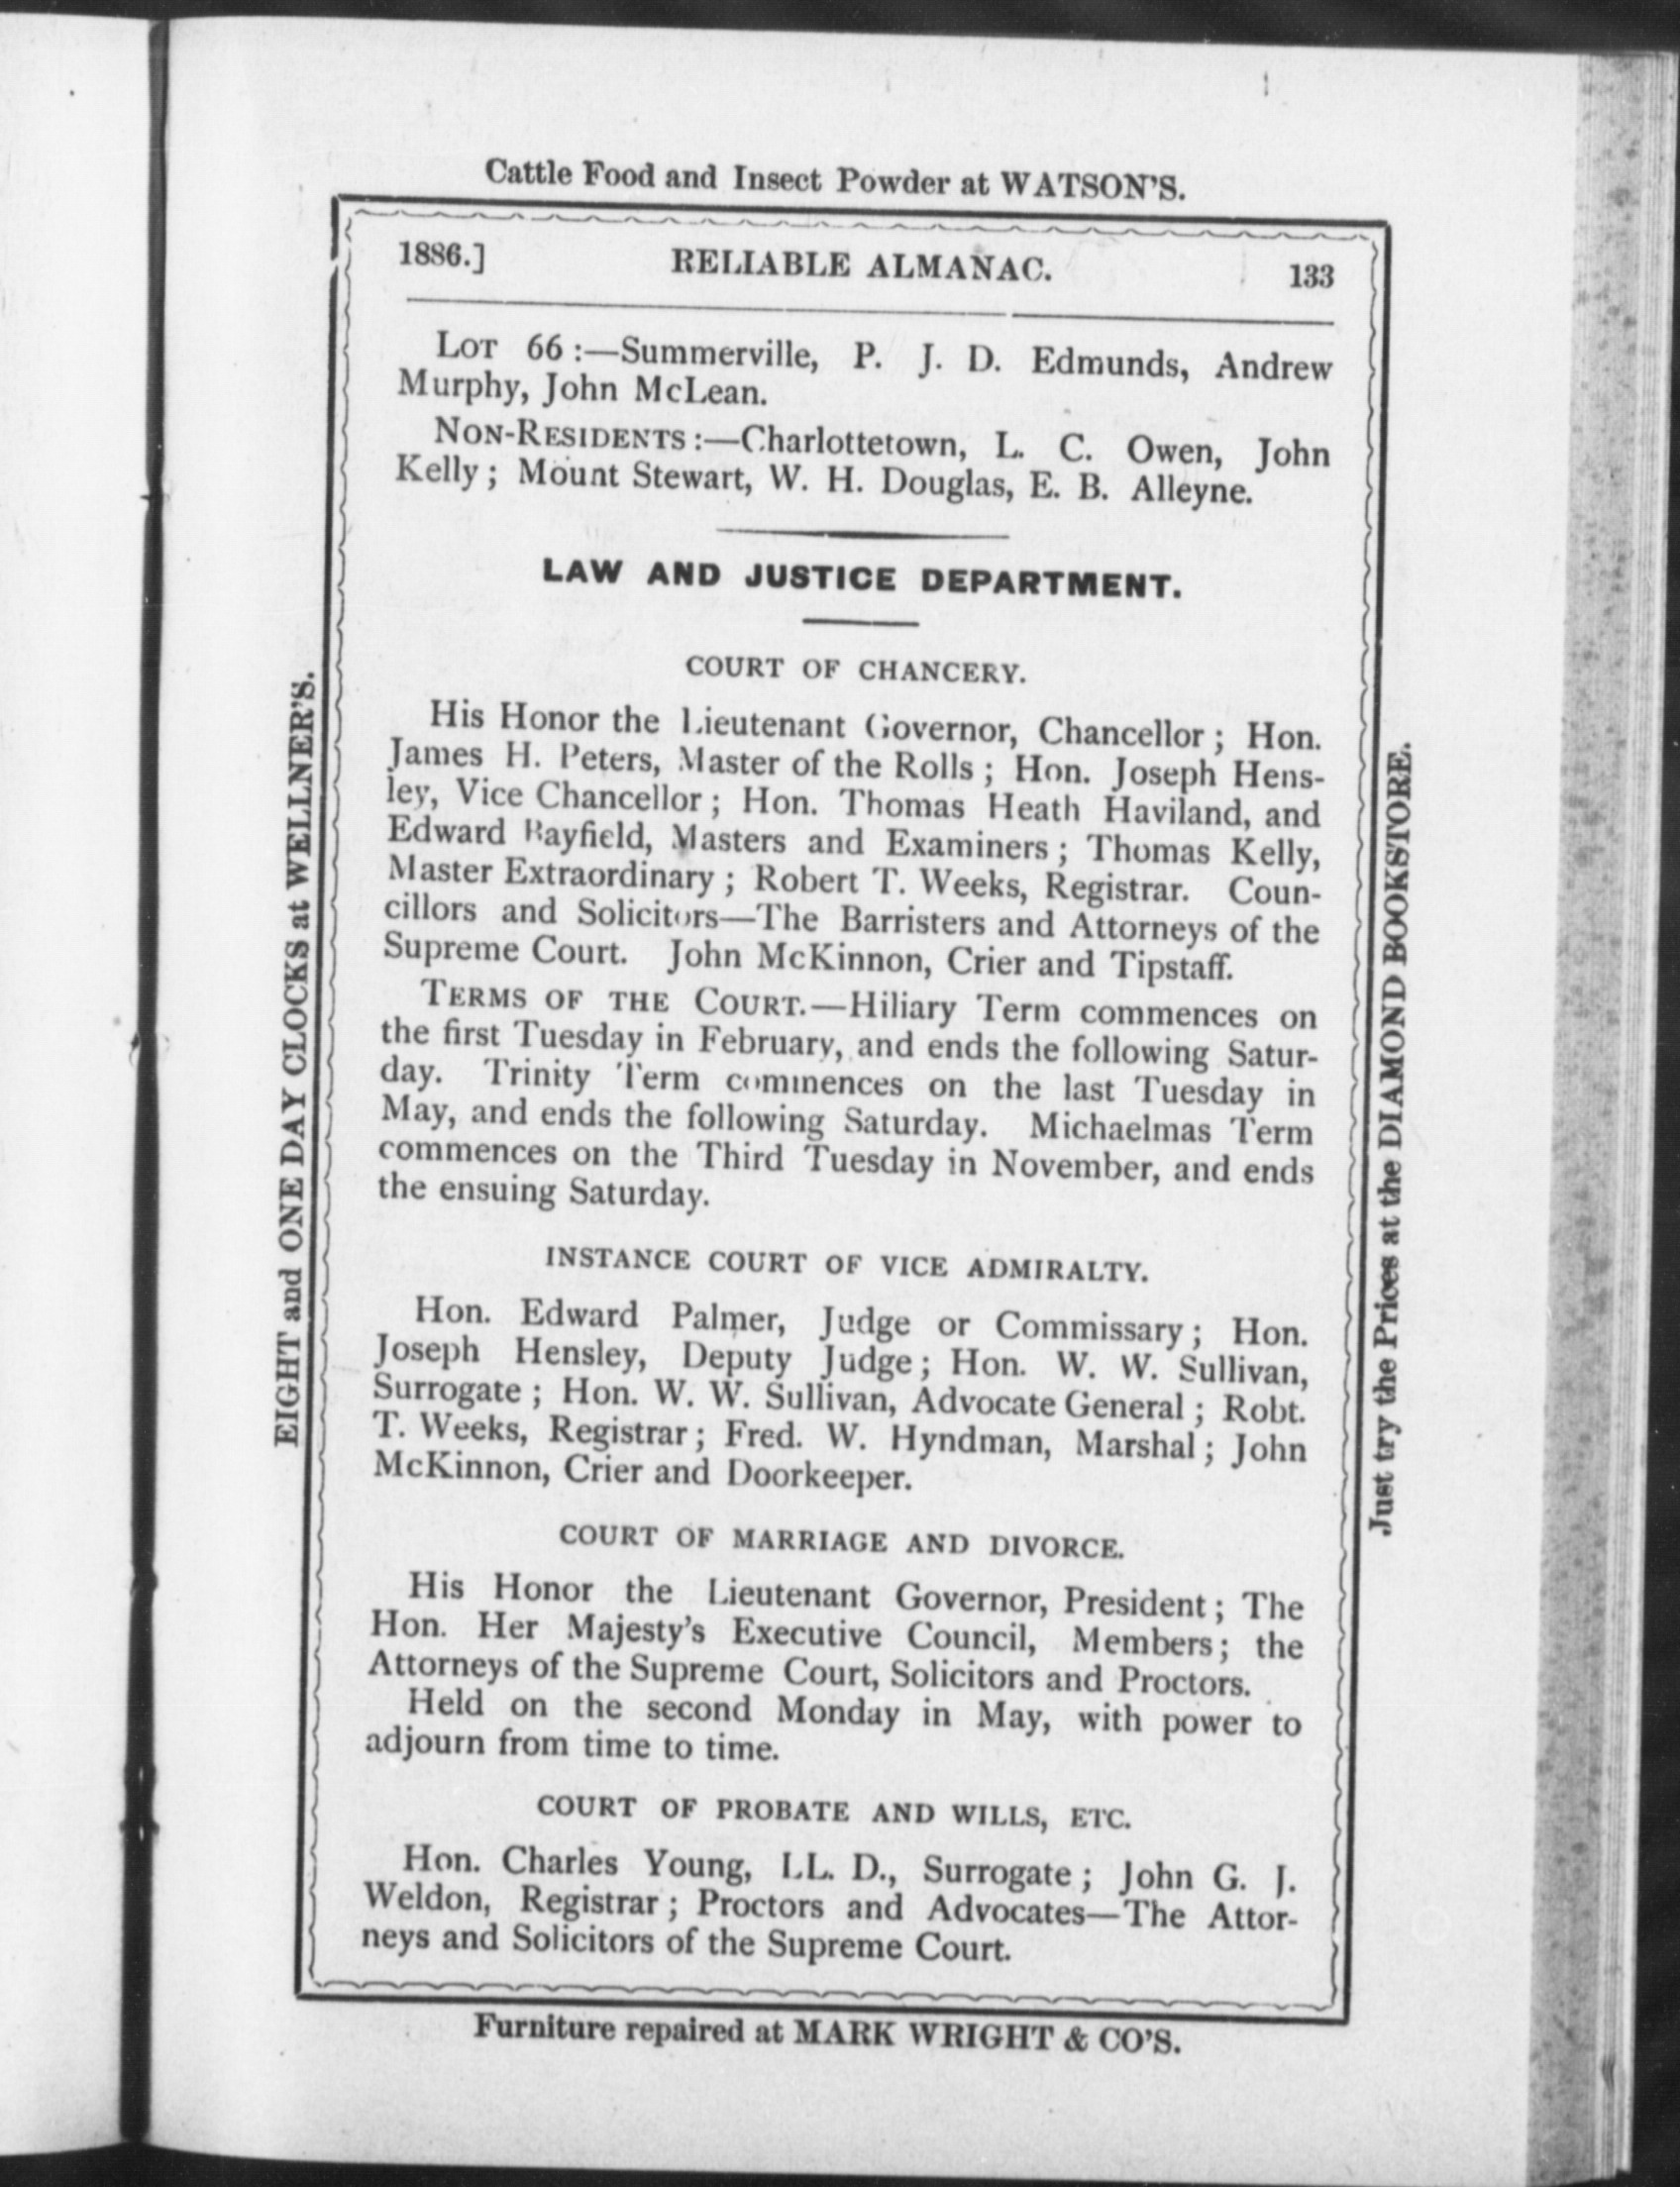 Cattle Food and Insect Powder at WATSON'S.
1886.] RELIABLE ALMANAC. 133
LOT 66 :—Summerville, P. J. D. Edmunds, Andrew
Murphy, John McLean.
NON-RESIDENTS :—Charlottetown, L. C. Owen, John
Kelly ; Mount Stewart, W. H. Douglas, E. B. Alleyne.
LAW AND JUSTICE DEPARTMENT.
COURT OF CHANCERY.
His Honor the Lieutenant Governor, Chancellor ; Hon.
James H. Peters, Master of the Rolls ; Hon. Joseph Hens-
ley, Vice Chancellor ; Hon. Thomas Heath Haviland, and
Edward Bayfield, Masters and Examiners ; Thomas Kelly,
Master Extraordinary ; Robert T. Weeks, Registrar. Coun-
cillors and Solicitors—The Barristers and Attorneys of the
Supreme Court. John McKinnon, Crier and Tipstaff.
TERMS OF THE COURT.—Hiliary Term commences on
the first Tuesday in February, and ends the following Satur-
day. Trinity Term commences on the last Tuesday in
May, and ends the following Saturday. Michaelmas Term
commences on the Third Tuesday in November, and ends
the ensuing Saturday.
INSTANCE COURT OF VICE ADMIRALTY.
Hon. Edward Palmer, Judge or Commissary ; Hon.
Joseph Hensley, Deputy Judge ; Hon. W. W. Sullivan,
Surrogate ; Hon. W. W. Sullivan, Advocate General ; Robt.
T. Weeks, Registrar ; Fred. W. Hyndman, Marshal ; John
McKinnon, Crier and Doorkeeper.
COURT OF MARRIAGE AND DIVORCE.
His Honor the Lieutenant Governor, President ; The
Hon. Her Majesty's Executive Council, Members ; the
Attorneys of the Supreme Court, Solicitors and Proctors.
Held on the second Monday in May, with power to
adjourn from time to time.
COURT OF PROBATE AND WILLS, ETC.
Hon. Charles Young, LL. D., Surrogate ; John G. J.
Weldon, Registrar ; Proctors and Advocates—The Attor-
neys and Solicitors of the Supreme Court.
Furniture repaired at MARK WRIGHT & CO'S.
EIGHT and ONE DAY CLOCKS at WELLNER'S.
Just try the Prices at the DIAMOND BOOKSTORE.